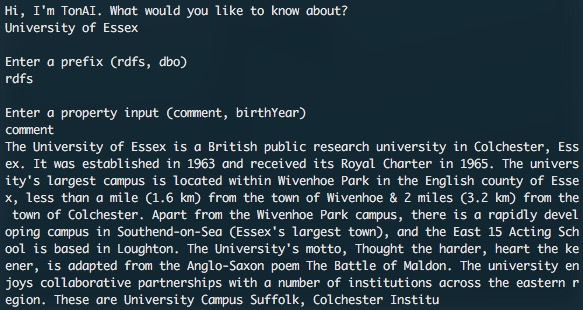 Hi, I'm TonAI. What would you like to know about?
University of Essex
Enter a prefix (rdfs, dbo)
rdfs
Enter a property input (comment, birthYear)
comment
The University of Essex is a British public research university in Colchester, Ess
ex. It was established in 1963 and received its Royal Charter in 1965. The univers
ity's largest campus is located within Wivenhoe Park in the English county of Esse
x, less than a mile (1.6 km) from the town of Wivenhoe & 2 miles (3.2 km) from the
 town of Colchester. Apart from the Wivenhoe Park campus, there is a rapidly devel
oping campus in Southend-on-Sea (Essex's largest town), and the East 15 Acting Sch
ool is based in Loughton. The University's motto, Thought the harder, heart the ke
ener, is adapted from the Anglo-Saxon poem The Battle of Maldon. The university en
joys collaborative partnerships with a number of institutions across the eastern r
egion. These are University Campus Suffolk, Colchester Institu